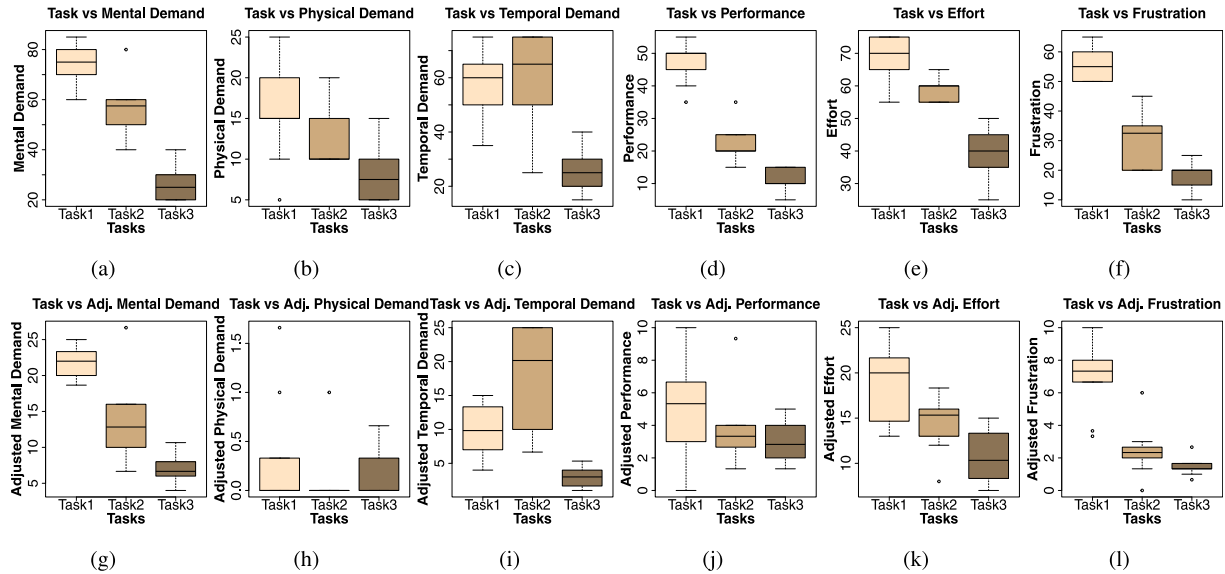 Task vs Mental Demand
Mental Demand
20 40 60 80
Task1 Task2 Task3
Tasks
(a)
Task vs Physical Demand
Physical Demand
5 10 15 20 25
Task1 Task2 Task3
Tasks
(b)
Task vs Temporal Demand
Temporal Demand
20 40 60
Task1 Task2 Task3
Tasks
(c)
Task vs Performance
Performance
10 20 30 40 50
Task1 Task2 Task3
Tasks
(d)
Task vs Effort
Effort
30 40 50 60 70
Task1 Task2 Task3
Tasks
(e)
Task vs Frustration
Frustration
10 20 30 40 50 60
Task1 Task2 Task3
Tasks
(f)
Task vs Adj. Mental Demand
Adjusted Mental Demand
5 10 15 20 25
Task1 Task2 Task3
Tasks
(g)
Task vs Adj. Physical Demand
Adjusted Physical Demand
0.0 0.5 1.0 1.5
Task1 Task2 Task3
Tasks
(h)
Task vs Adj. Temporal Demand
Adjusted Temporal Demand
5 10 15 20 25
Task1 Task2 Task3
Tasks
(i)
Task vs Adj. Performance
Adjusted Performance
0 2 4 6 8 10
Task1 Task2 Task3
Tasks
(j)
Task vs Adj. Effort
Adjusted Effort
10 15 20 25
Task1 Task2 Task3
Tasks
(k)
Task vs Adj. Frustration
Adjusted Frustration
0 2 4 6 8 10
Task1 Task2 Task3
Tasks
(l)